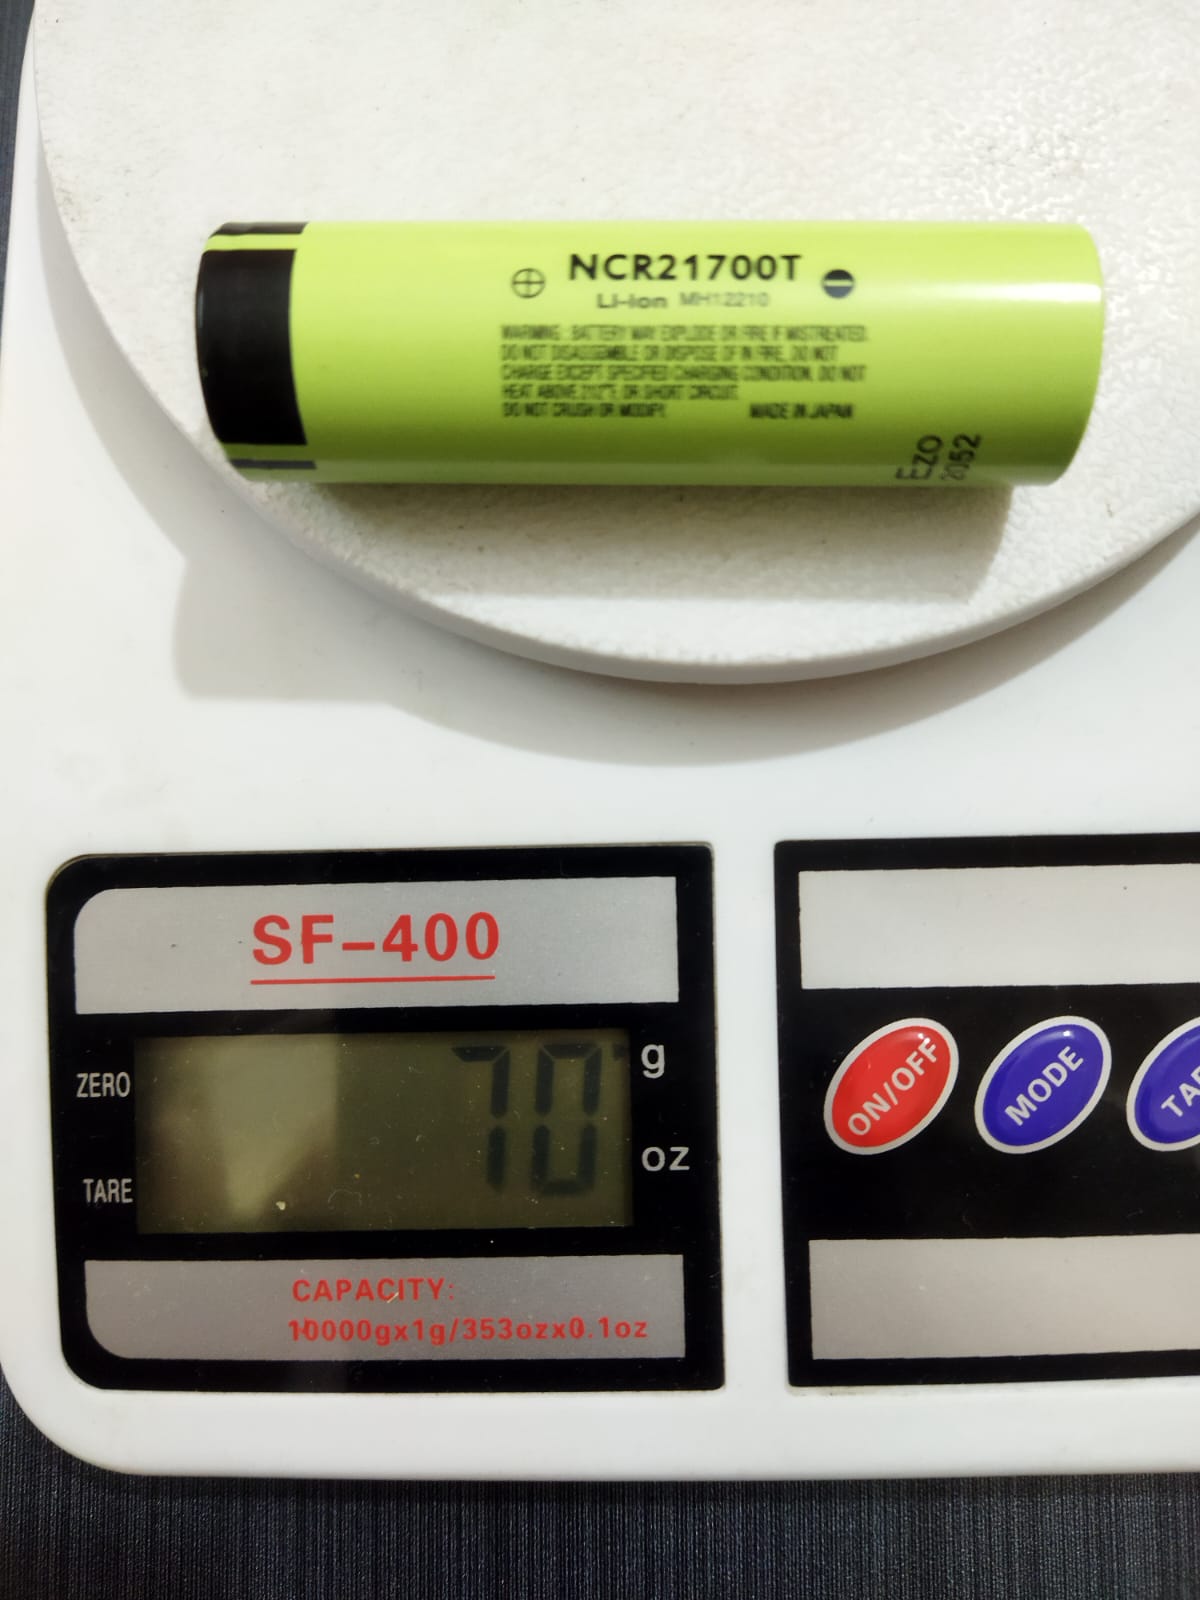 NCR21700T
Li-ion MH12210
WARNING : BATTERY MAY EXPLODE OR FIRE IF MISTREATED.
DO NOT DISASSEMBLE OR DISPOSE OF IN FIRE. DO NOT
CHARGE EXCEPT SPECIFIED CHARGING CONDITION. DO NOT
HEAT ABOVE 212°F, OR SHORT CIRCUIT.
DO NOT CRUSH OR MODIFY. MADE IN JAPAN
2052
SF-400
ZERO
TARE
70
g
oz
CAPACITY:
10000gx1g/353ozx0.1oz
ON/OFF
MODE